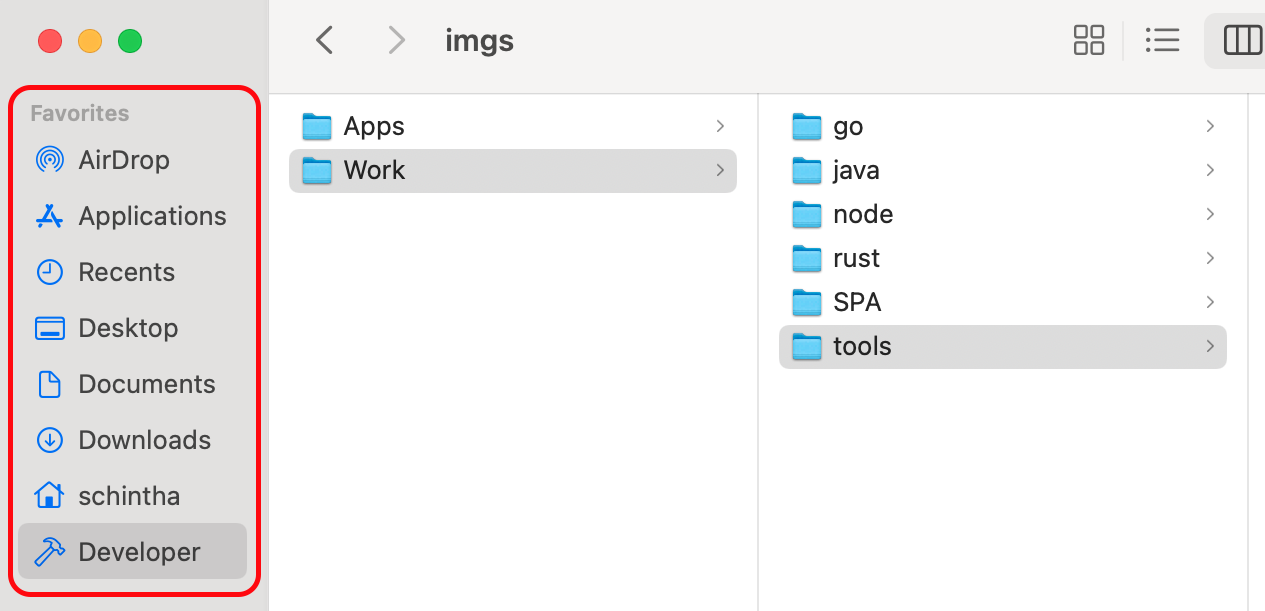 imgs
Favorites
AirDrop
Applications
Recents
Desktop
Documents
Downloads
schintha
Developer
Apps
Work
go
java
node
rust
SPA
tools